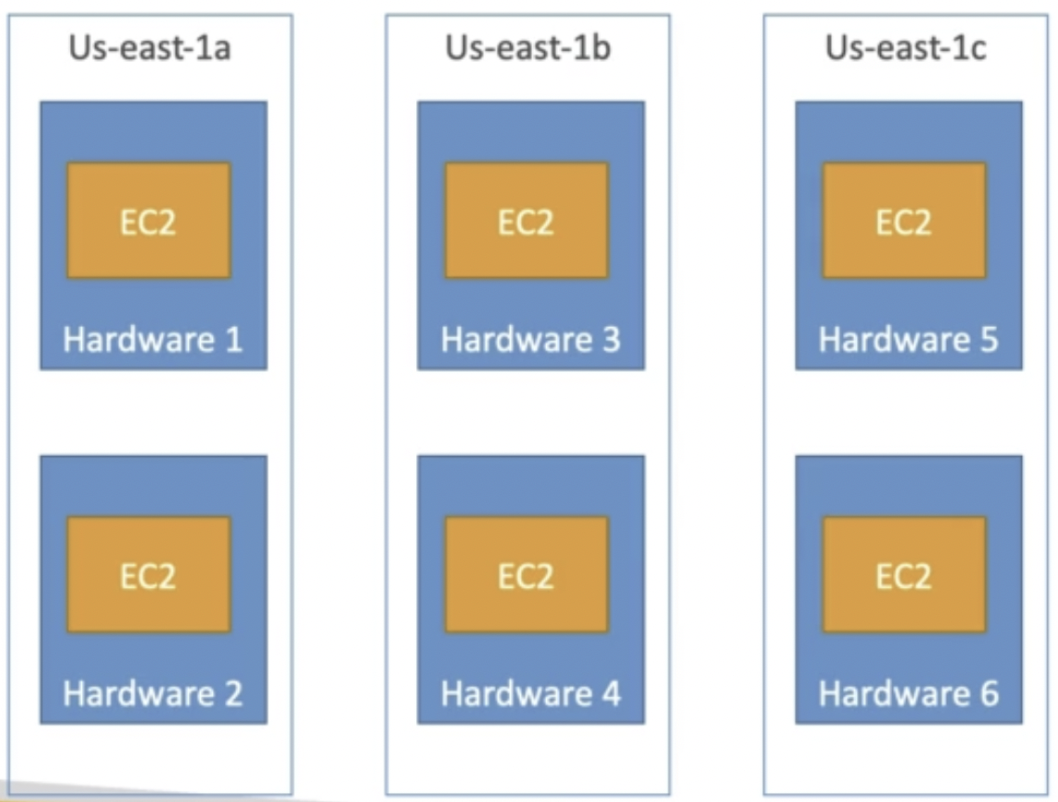 Us-east-1a
EC2
Hardware 1
EC2
Hardware 2
Us-east-1b
EC2
Hardware 3
EC2
Hardware 4
Us-east-1c
EC2
Hardware 5
EC2
Hardware 6